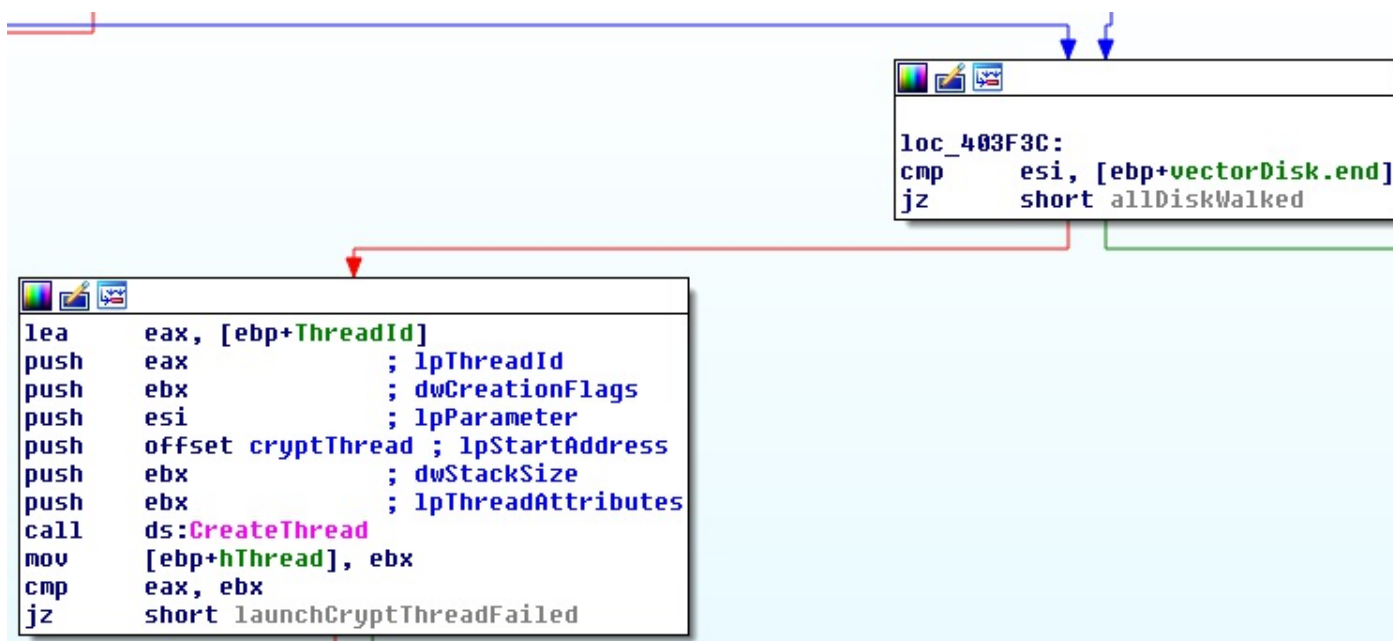 loc_403F3C:
cmp esi, [ebp+vectorDisk.end]
jz short allDiskWalked
lea eax, [ebp+ThreadId]
push eax ; lpThreadId
push ebx ; dwCreationFlags
push esi ; lpParameter
push offset cryptThread ; lpStartAddress
push ebx ; dwStackSize
push ebx ; lpThreadAttributes
call ds:CreateThread
mov [ebp+hThread], ebx
cmp eax, ebx
jz short launchCryptThreadFailed